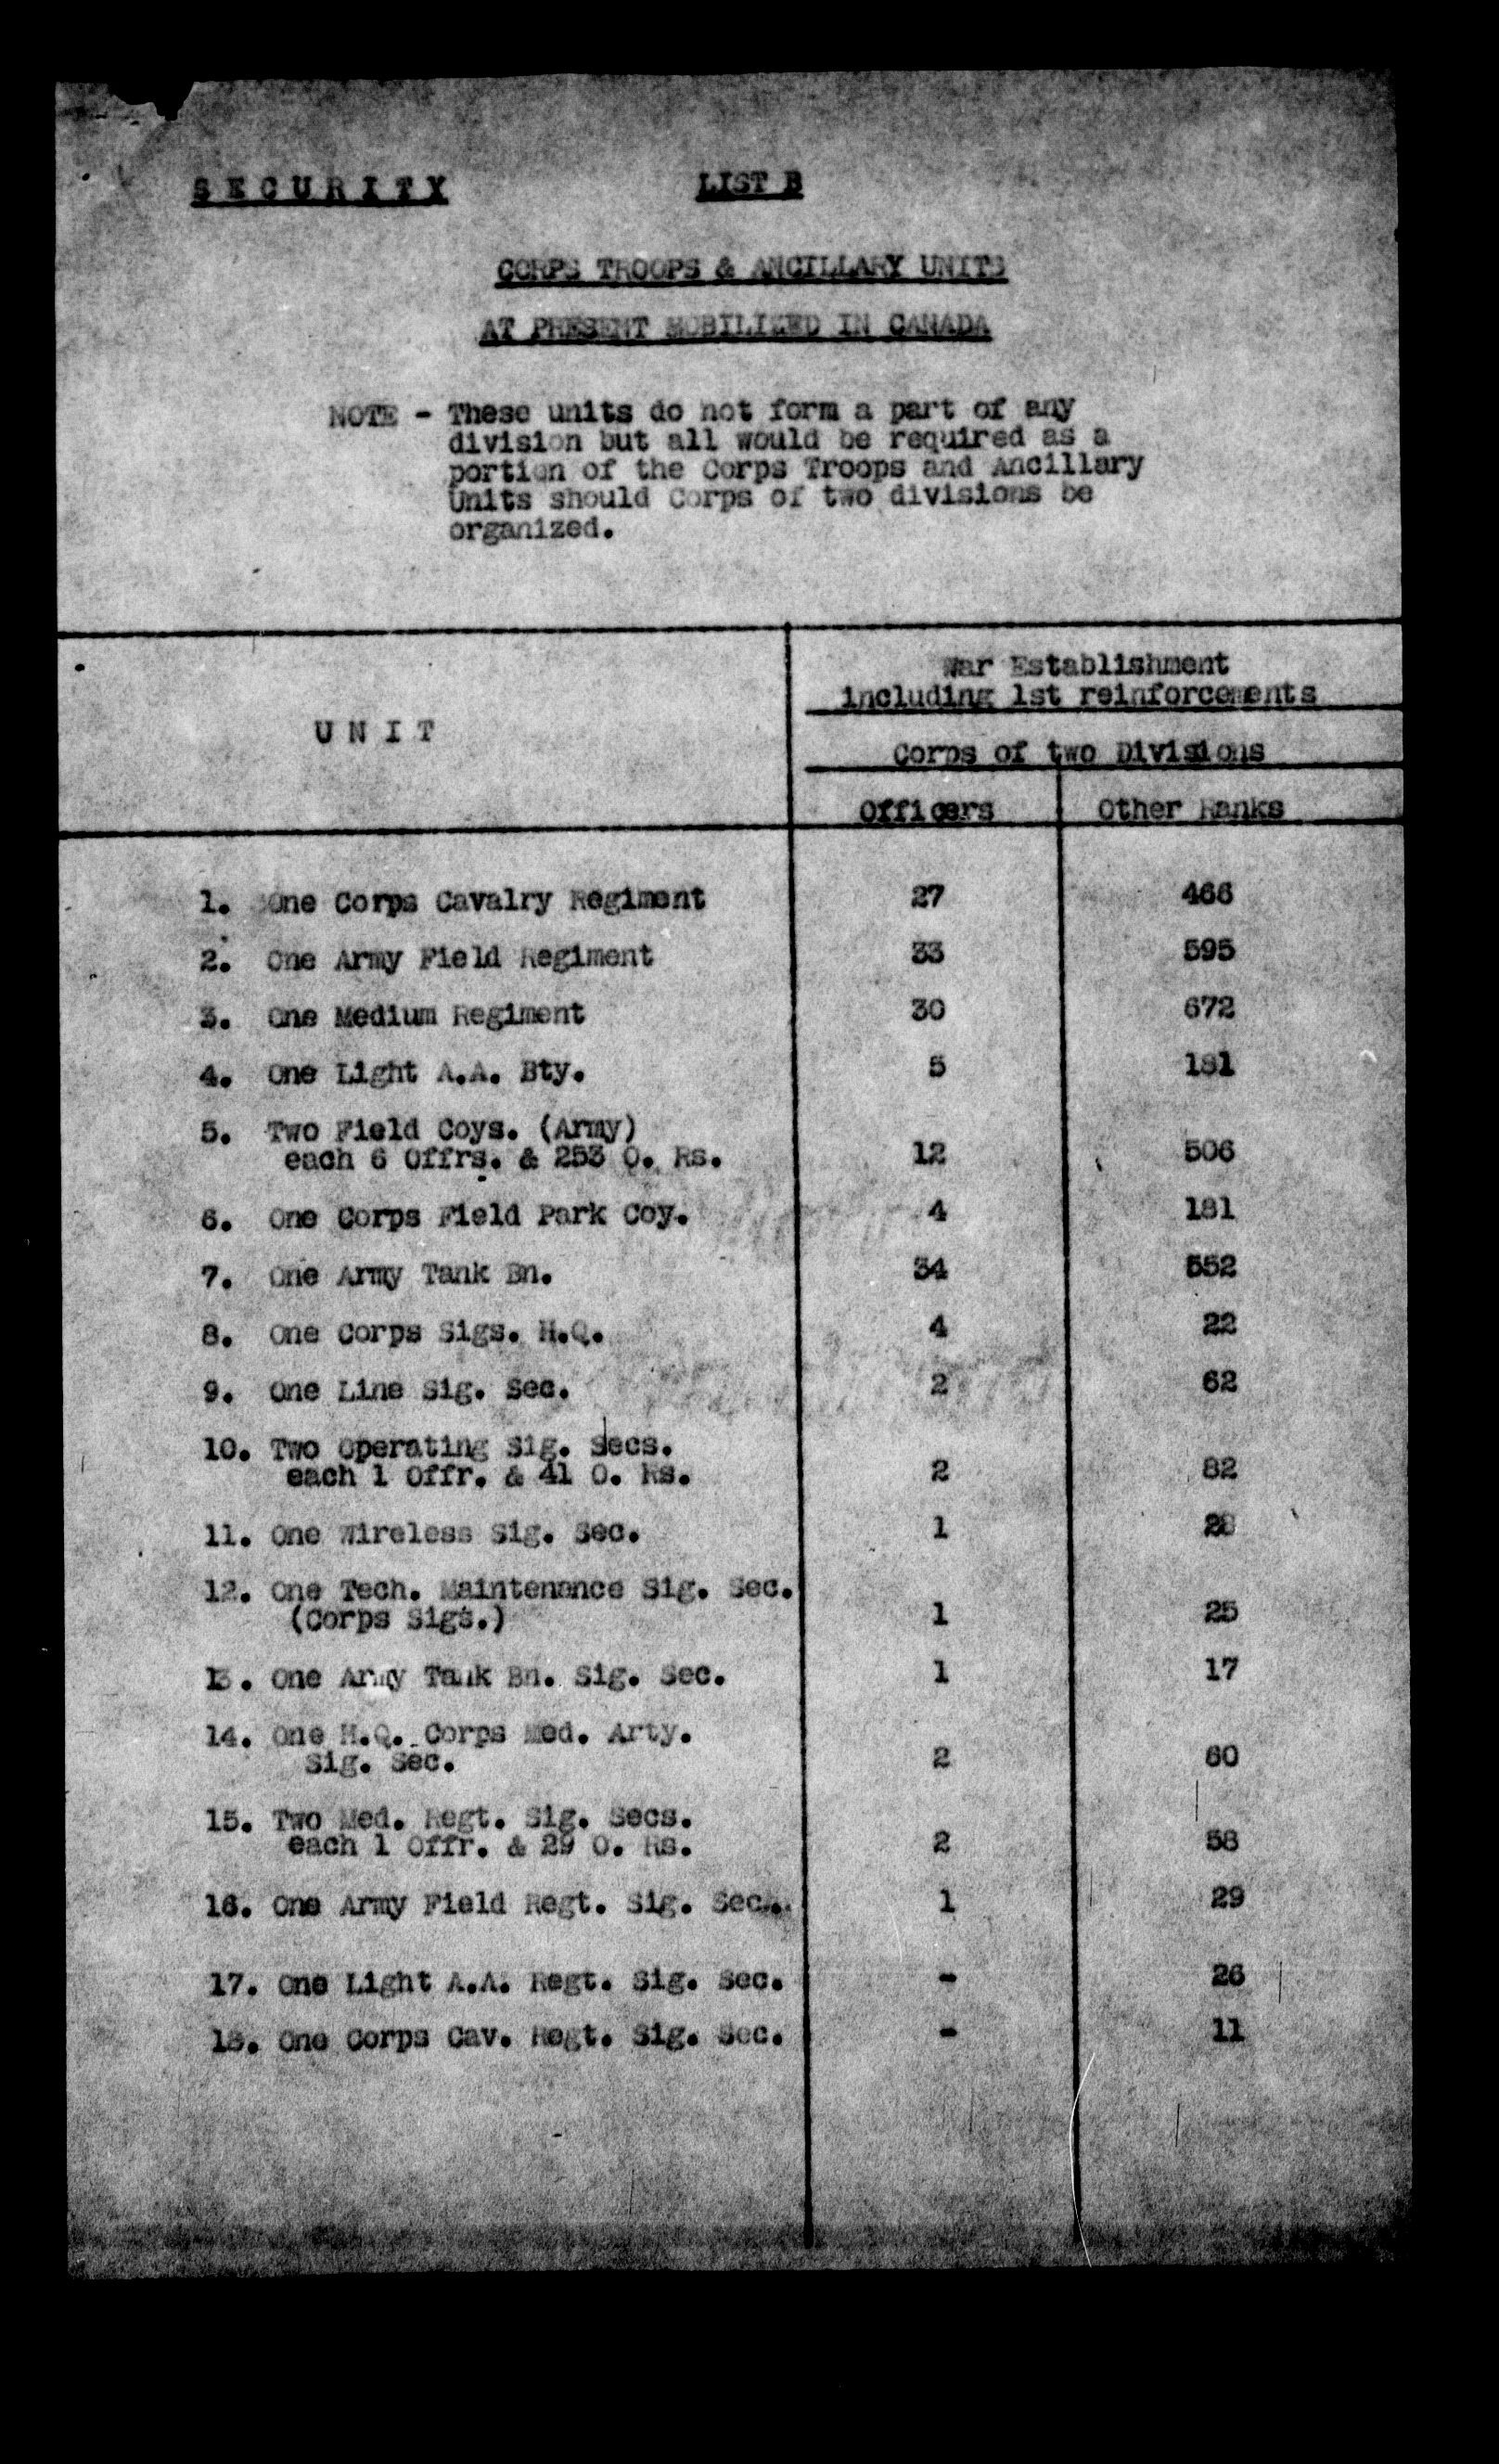 SECURITY LIST B
CORPS TROOPS & ANCILLARY UNITS
AT PRESENT MOBILIZED IN CANADA
NOTE - These units do not form a part of any
division but all would be required as a
portion of the Corps Troops and Ancillary
Units should Corps of two divisions be
organized.
War Establishment
including 1st reinforcements
UNIT
Corps of two Divisions
Officers Other Ranks
1. One Corps Cavalry Regiment 27 466
2. One Army Field Regiment 33 595
3. One Medium Regiment 30 672
4. One Light A.A. Bty. 5 181
5. Two Field Coys. (Army)
each 6 Offrs. & 253 O. Rs. 12 506
6. One Corps Field Park Coy. 4 181
7. One Army Tank Bn. 34 552
8. One Corps Sigs. H.Q. 4 22
9. One Line Sig. Sec. 2 62
10. Two Operating Sig. Secs.
each 1 Offr. & 41 O. Rs. 2 82
11. One Wireless Sig. Sec. 1 28
12. One Tech. Maintenance Sig. Sec.
(Corps Sigs.) 1 25
13. One Army Tank Bn. Sig. Sec. 1 17
14. One H.Q. Corps Med. Arty.
Sig. Sec. 2 60
15. Two Med. Regt. Sig. Secs.
each 1 Offr. & 29 O. Rs. 2 58
16. One Army Field Regt. Sig. Sec. 1 29
17. One Light A.A. Regt. Sig. Sec. - 26
18. One Corps Cav. Regt. Sig. Sec. - 11